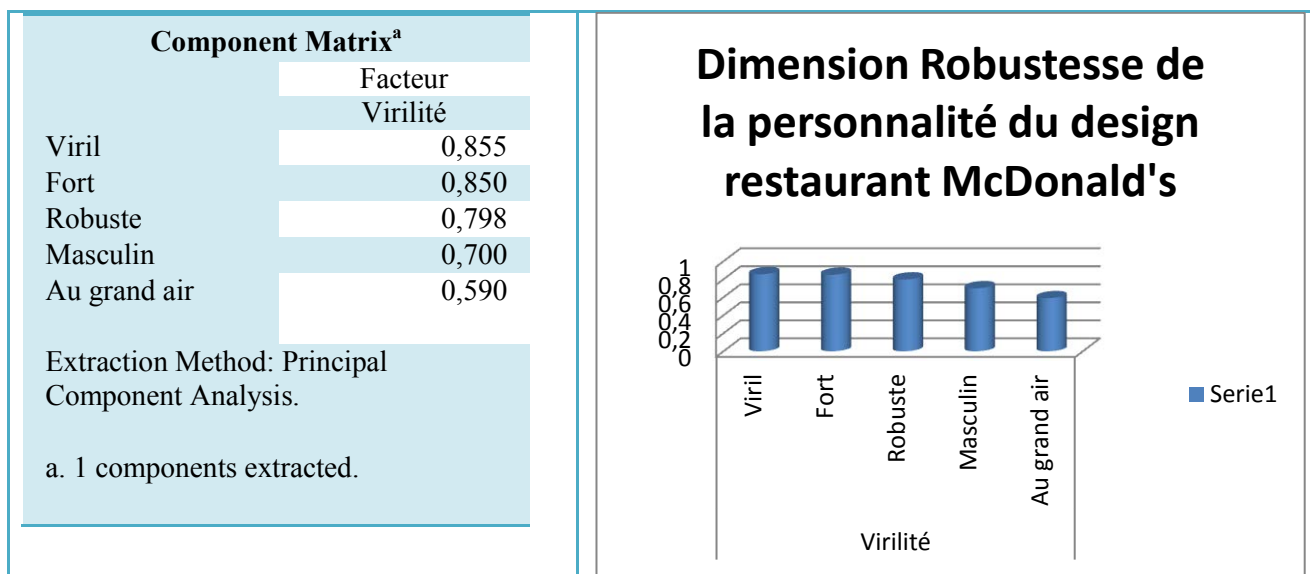 Component Matrixᵃ
Facteur
Virilité
Viril 0,855
Fort 0,850
Robuste 0,798
Masculin 0,700
Au grand air 0,590
Extraction Method: Principal
Component Analysis.
a. 1 components extracted.
Dimension Robustesse de
la personnalité du design
restaurant McDonald's
1
0,8
0,6
0,4
0,2
0
Viril
Fort
Robuste
Masculin
Au grand air
Virilité
Serie1